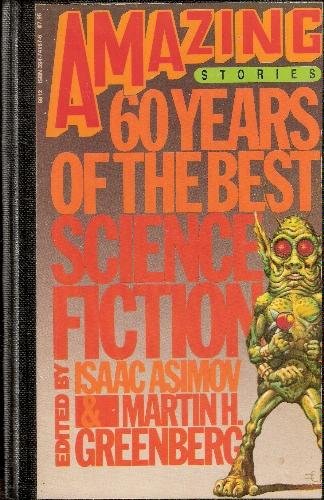 AMAZING
STORIES
60 YEARS
OF THE BEST
SCIENCE
FICTION
EDITED BY
ISAAC ASIMOV
& MARTIN H.
GREENBERG